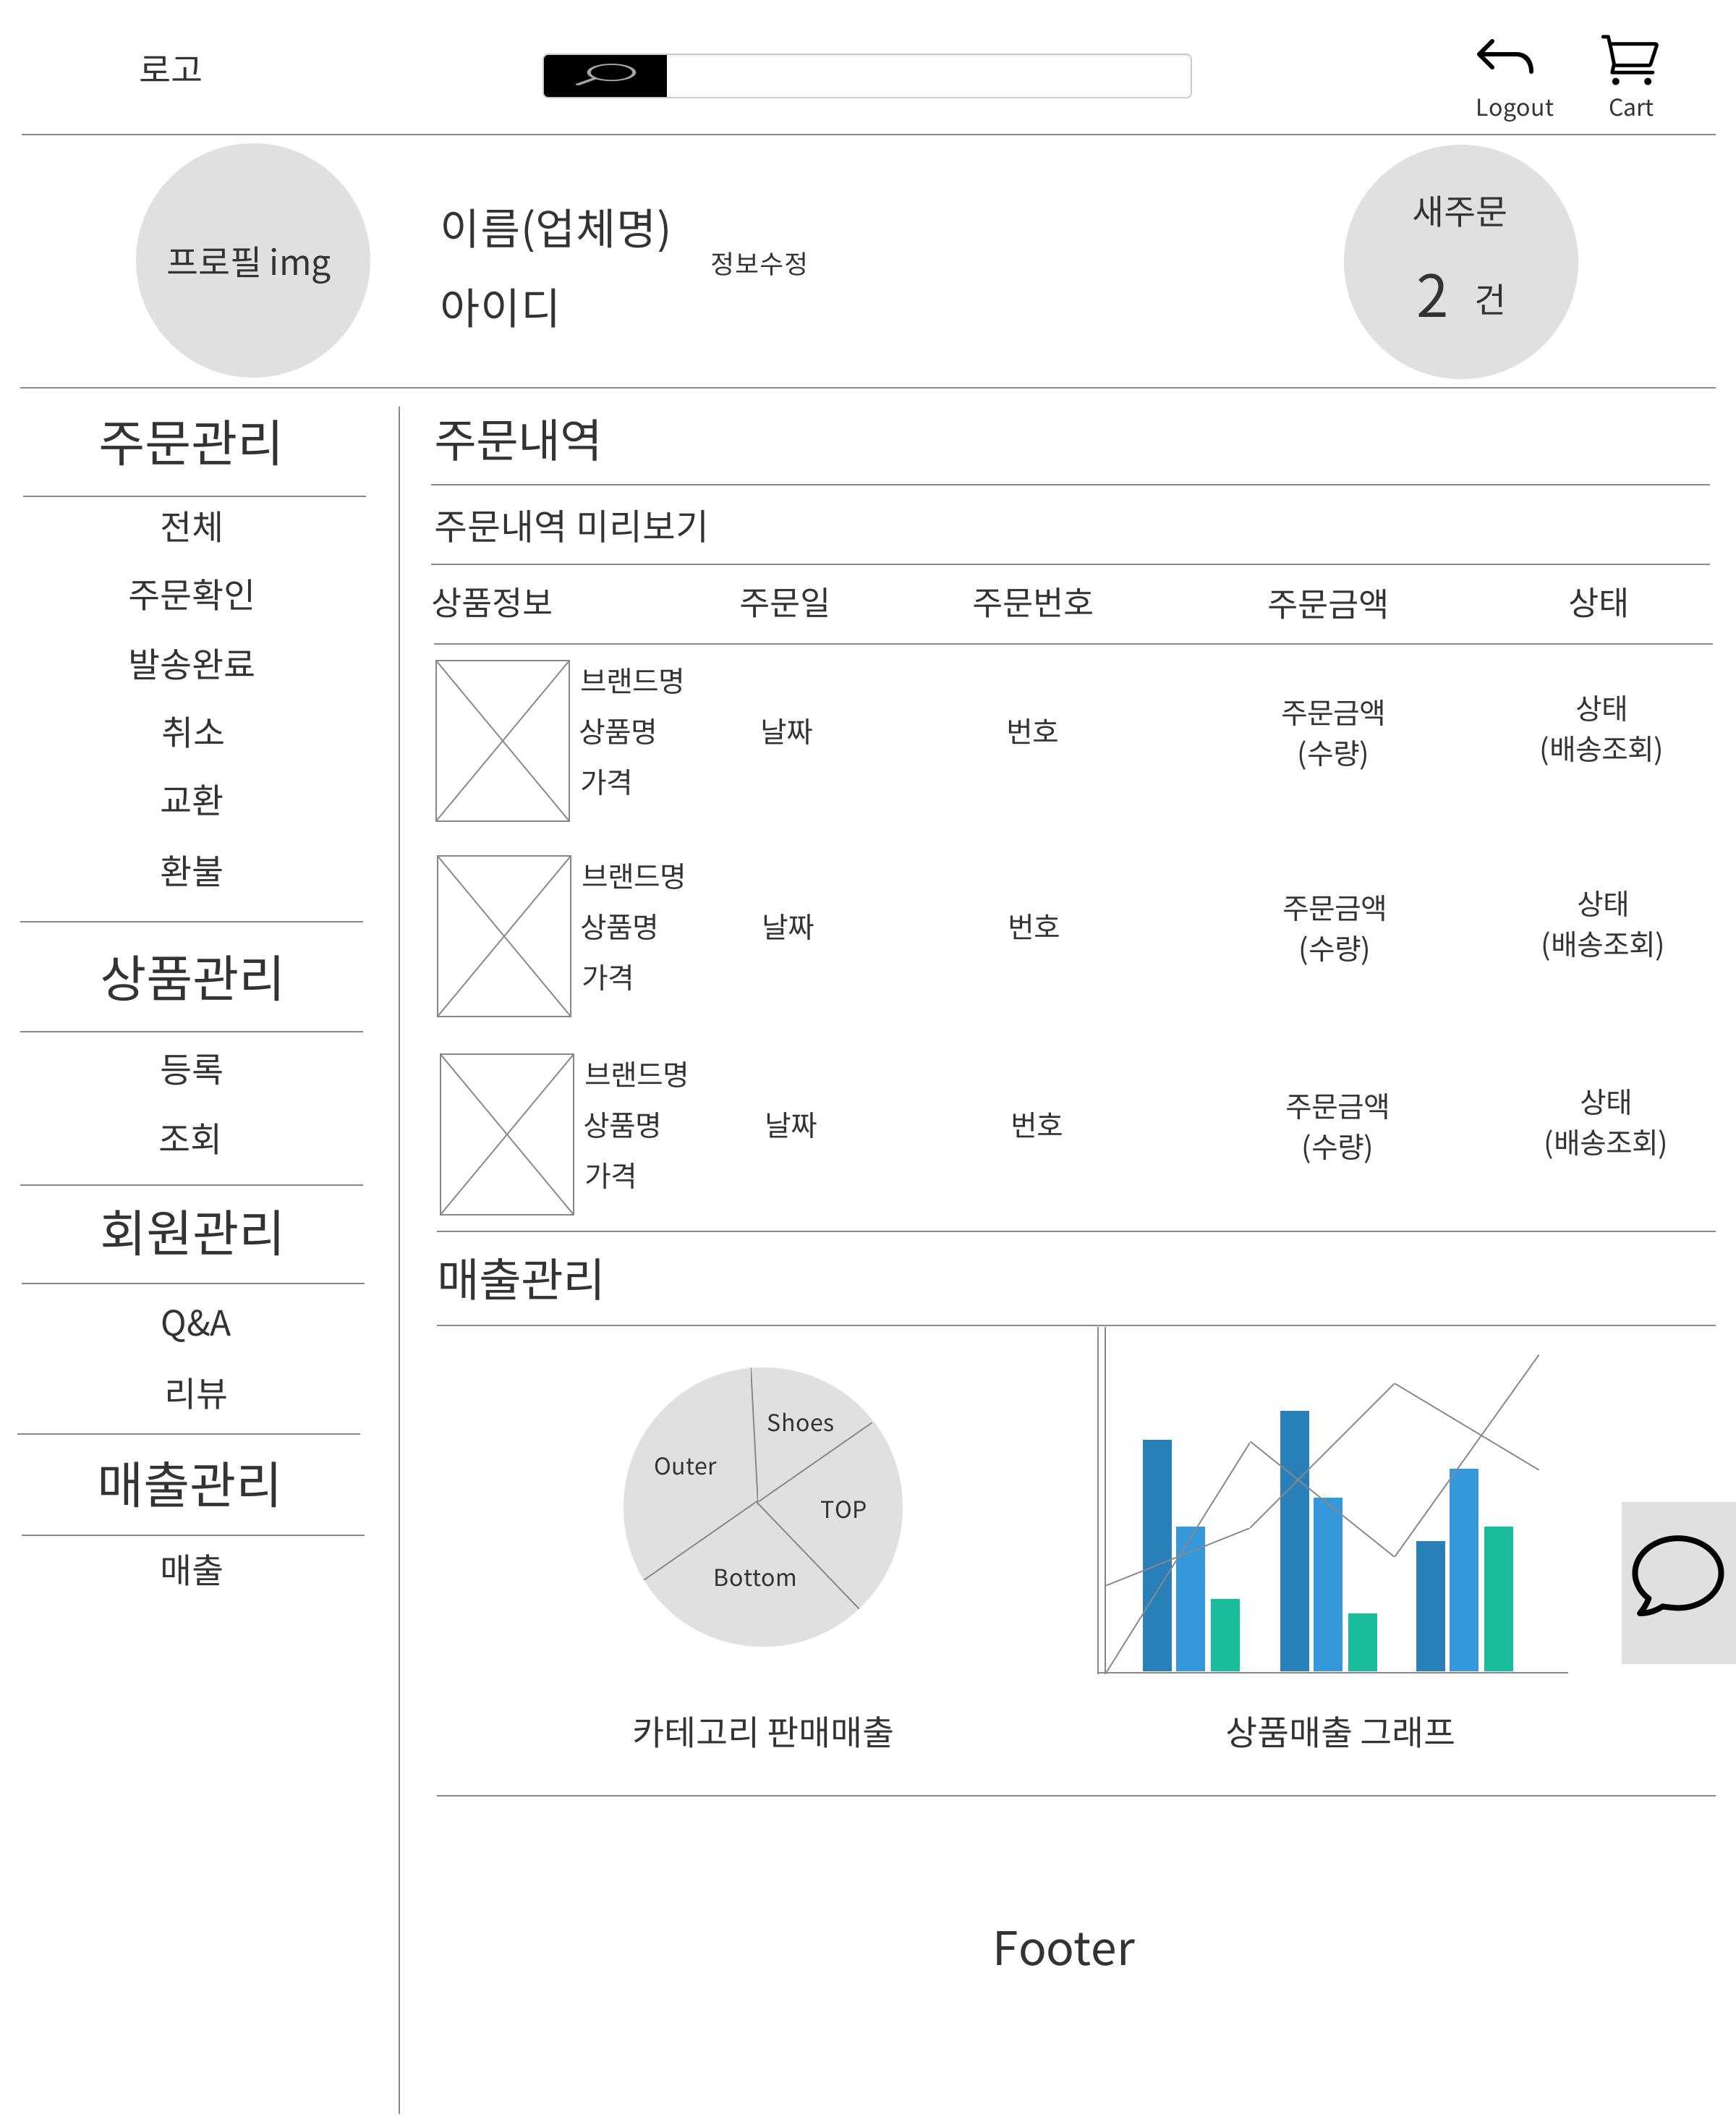 로고
Logout
Cart
프로필 img
이름(업체명)
아이디
정보수정
새주문
2 건
주문관리
전체
주문확인
발송완료
취소
교환
환불
상품관리
등록
조회
회원관리
Q&A
리뷰
매출관리
매출
주문내역
주문내역 미리보기
상품정보 주문일 주문번호 주문금액 상태
브랜드명
상품명
가격
날짜
번호
주문금액
(수량)
상태
(배송조회)
브랜드명
상품명
가격
날짜
번호
주문금액
(수량)
상태
(배송조회)
브랜드명
상품명
가격
날짜
번호
주문금액
(수량)
상태
(배송조회)
매출관리
Shoes
Outer
TOP
Bottom
카테고리 판매매출
상품매출 그래프
Footer